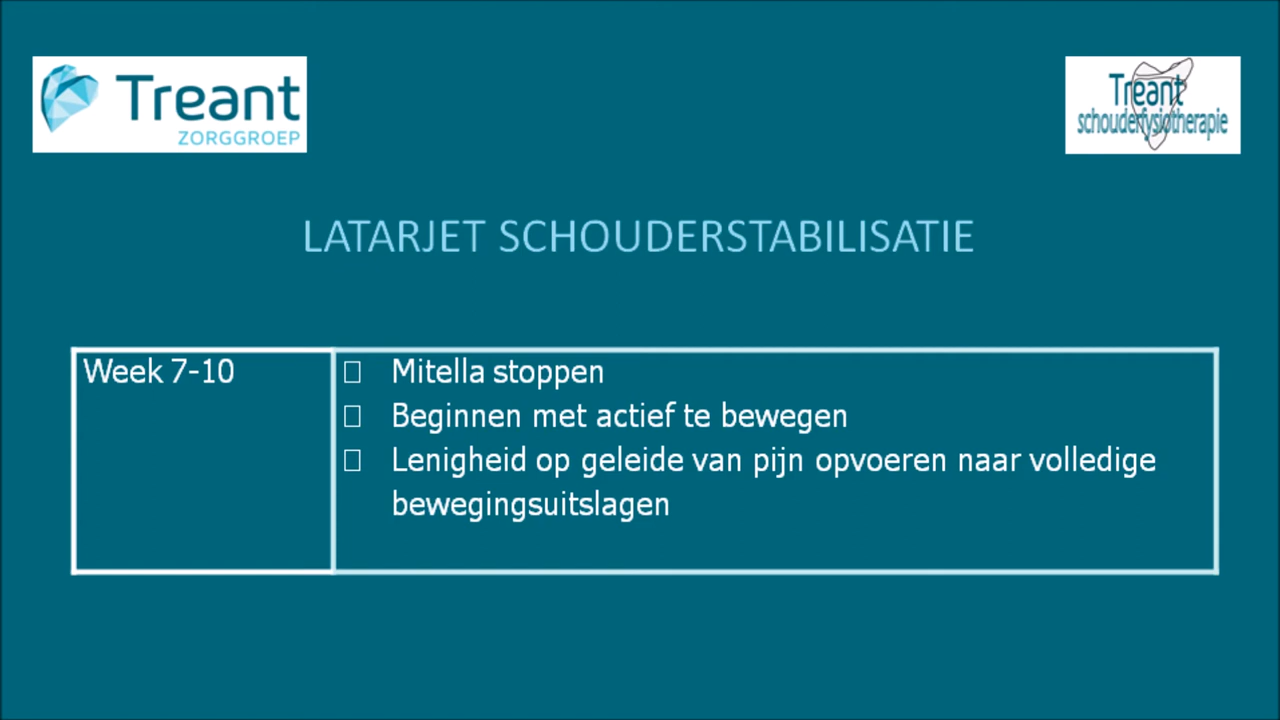 Treant
ZORGGROEP
Treant
schouderfysiotherapie
LATARJET SCHOUDERSTABILISATIE
Week 7-10
Mitella stoppen
Beginnen met actief te bewegen
Lenigheid op geleide van pijn opvoeren naar volledige
bewegingsuitslagen